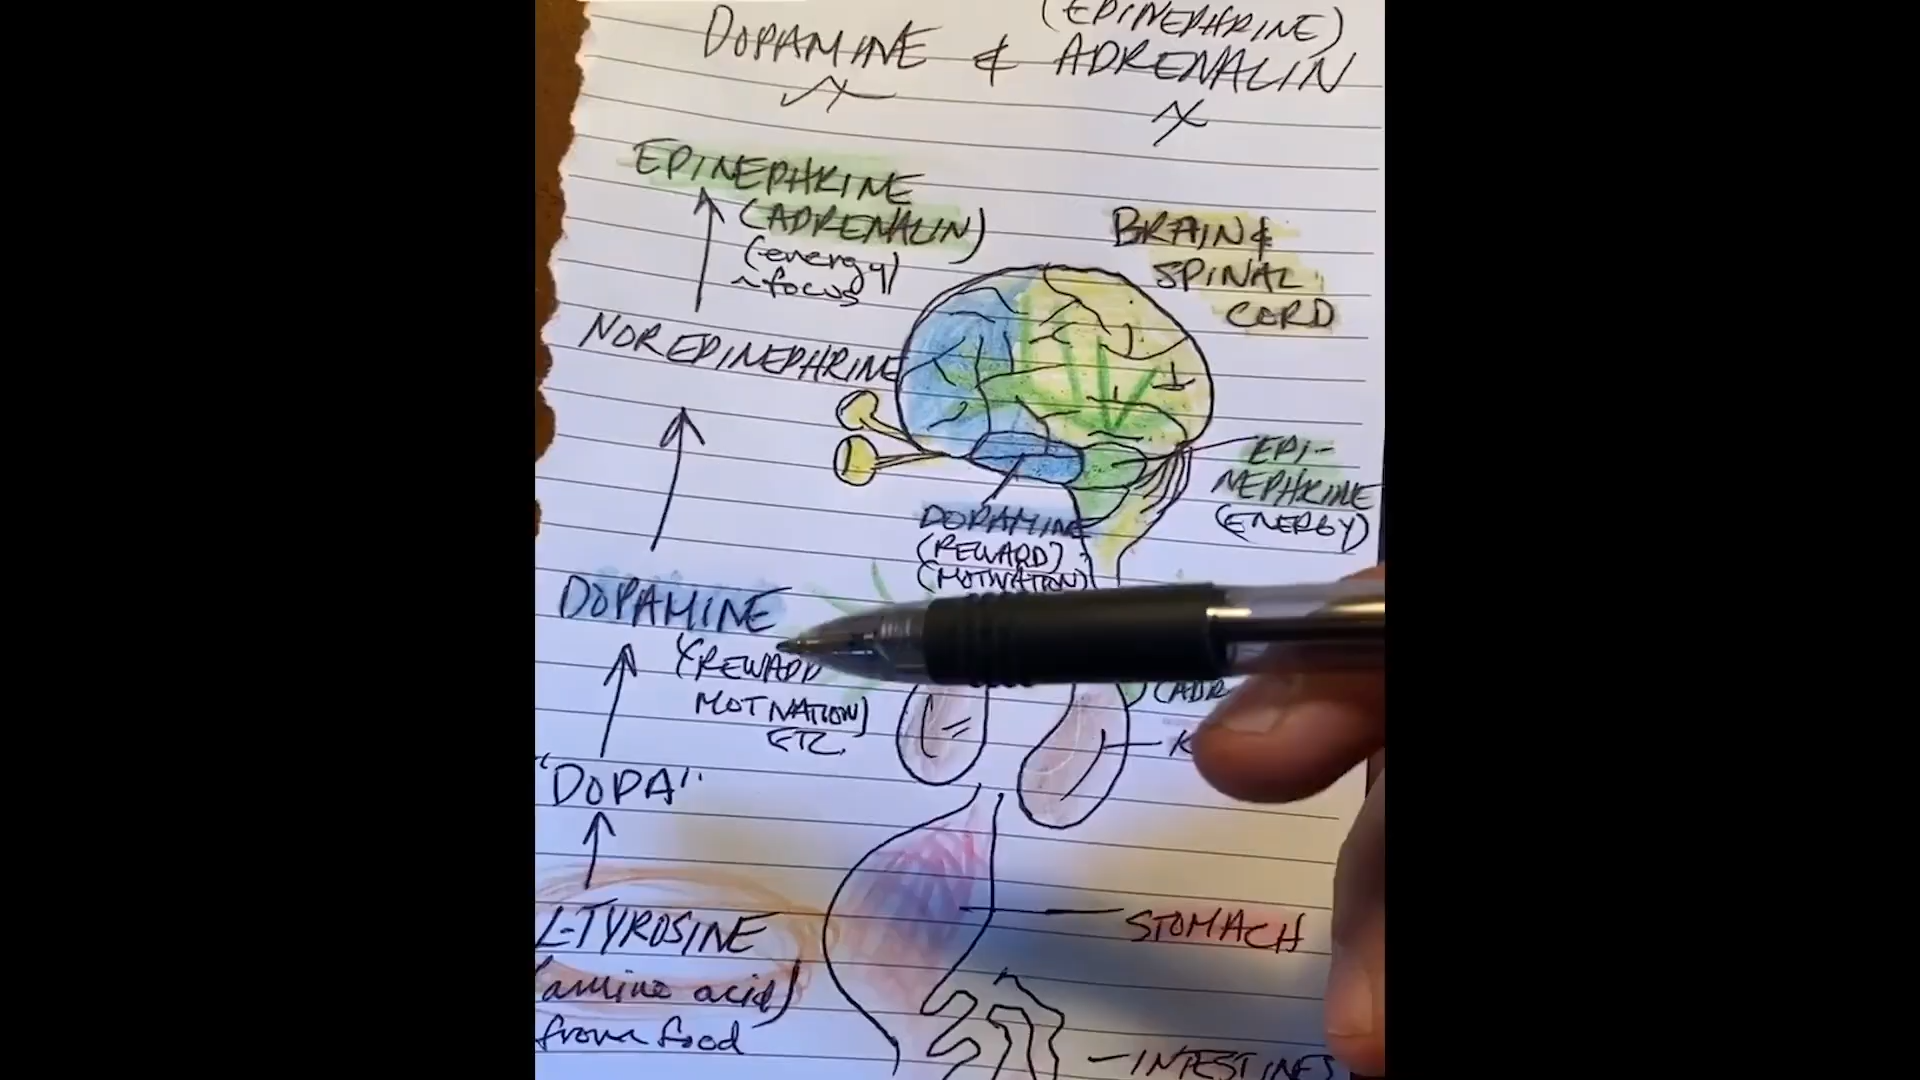 (EPINEPHRINE)
DOPAMINE & ADRENALIN
EPINEPHRINE
(ADRENALIN)
(energy)
~focus
BRAIN &
SPINAL
CORD
NOREPINEPHRINE
EPI-
NEPHRINE
(ENERGY)
DOPAMINE
(REWARD)
(MOTIVATION)
DOPAMINE
(REWARD
MOTIVATION)
ETC.
(ADR
K
"DOPA"
L-TYROSINE
(amino acid)
from food
STOMACH
INTESTINES